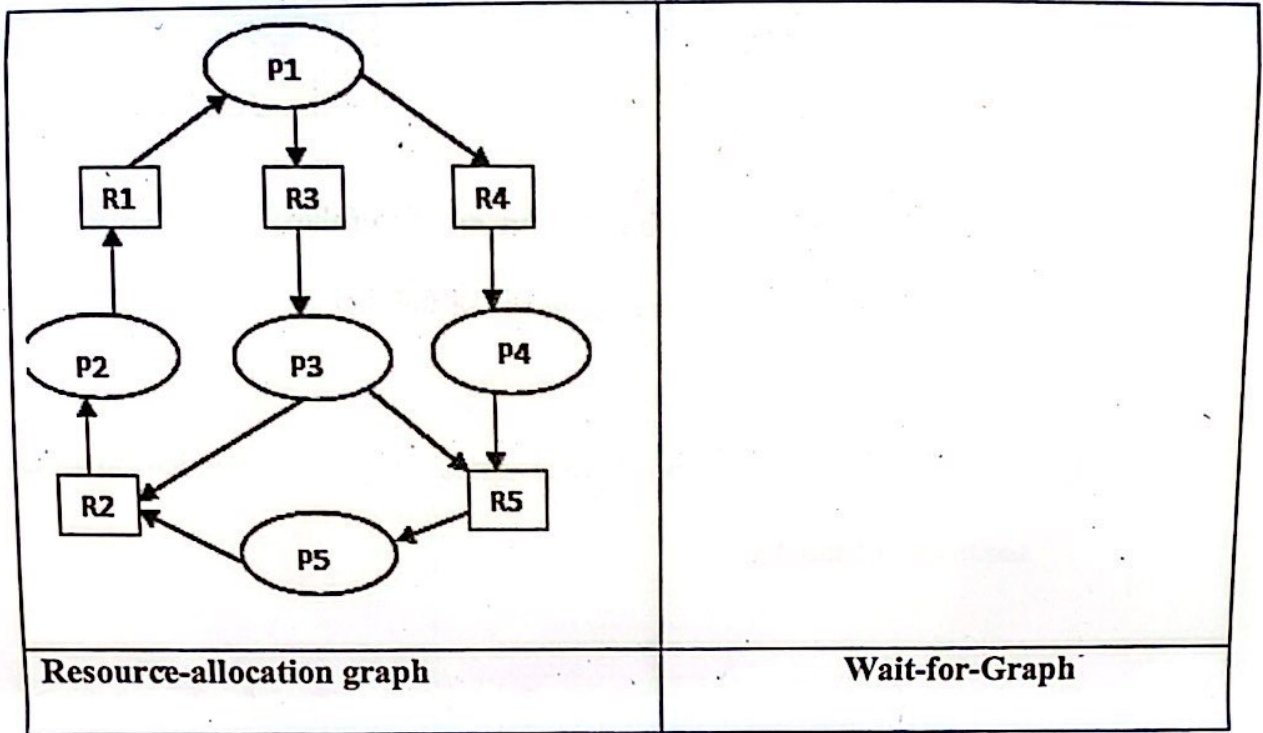 P1
R1 R3 R4
P2 P3 P4
R2 R5
P5
Resource-allocation graph
Wait-for-Graph